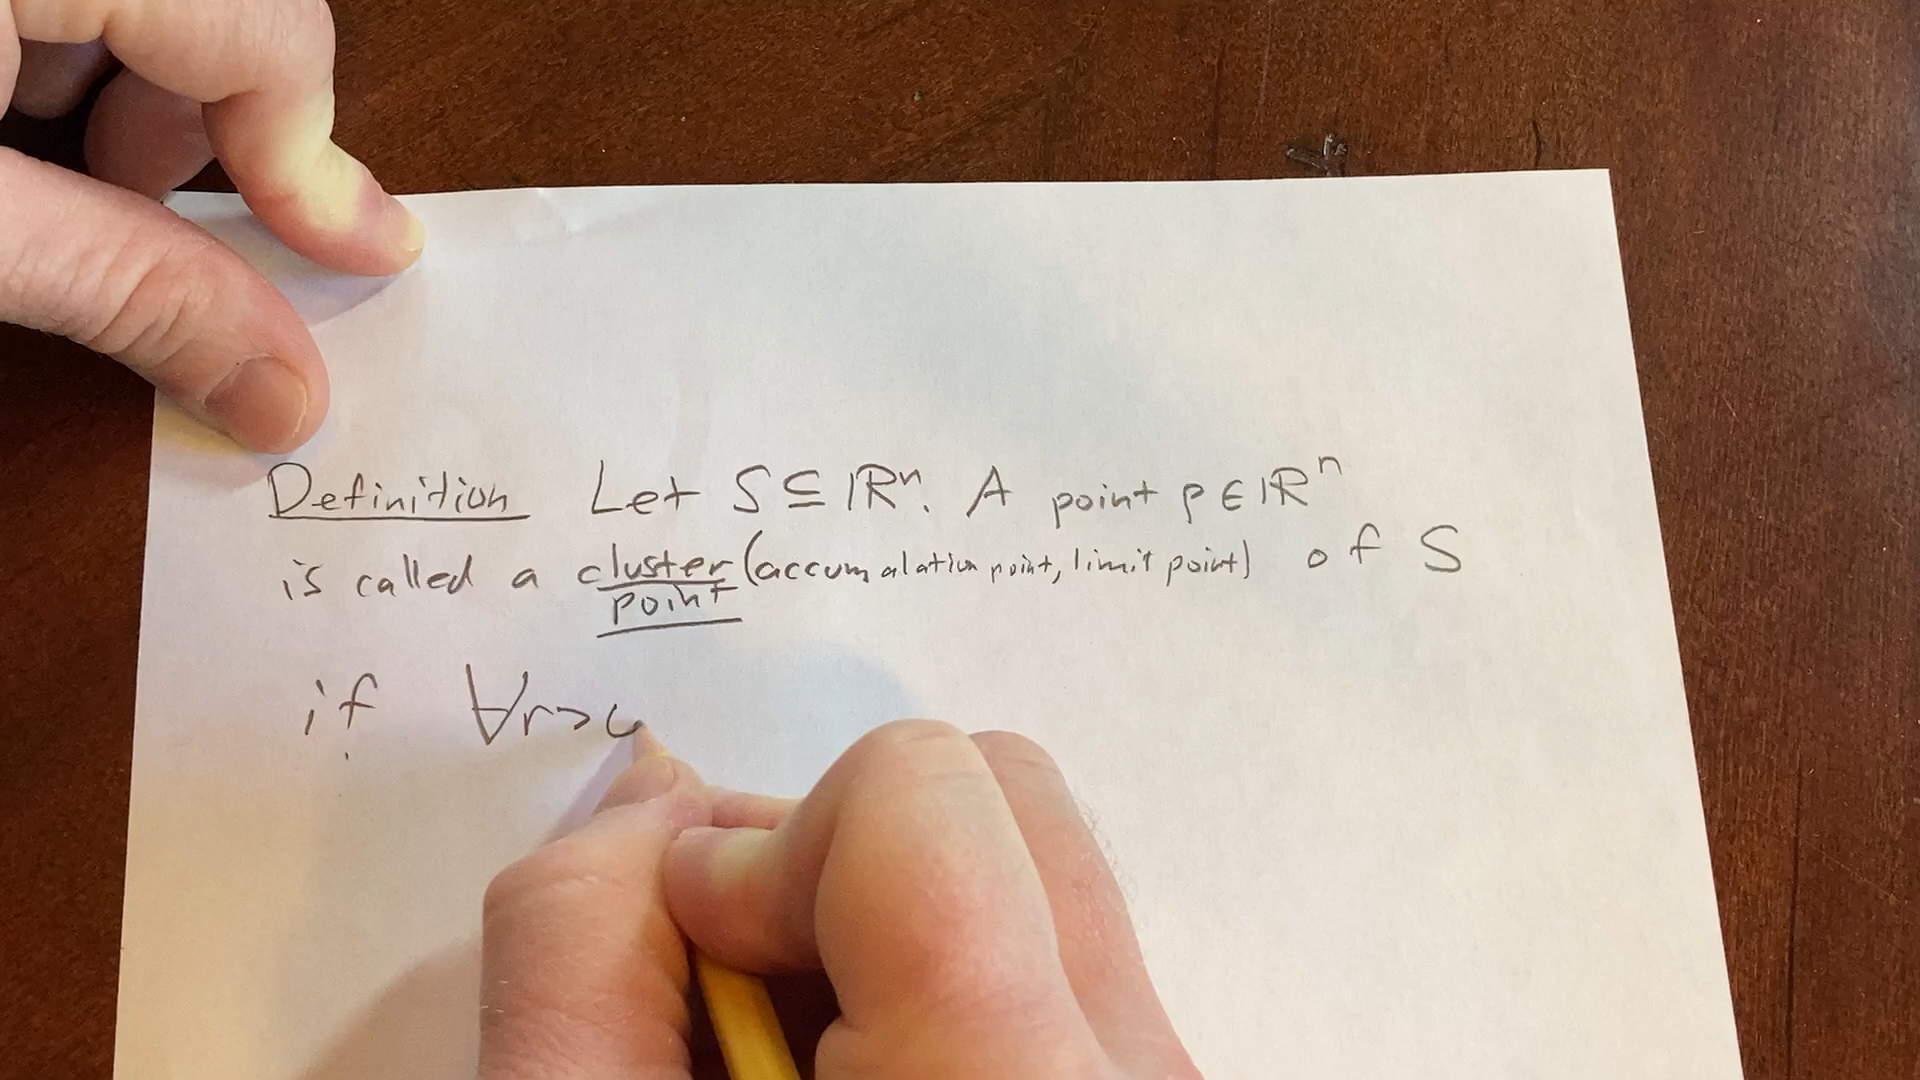 Definition Let S ⊆ ℝⁿ. A point p ∈ ℝⁿ
is called a cluster (accumulation point, limit point) of S
point
if ∀r>0